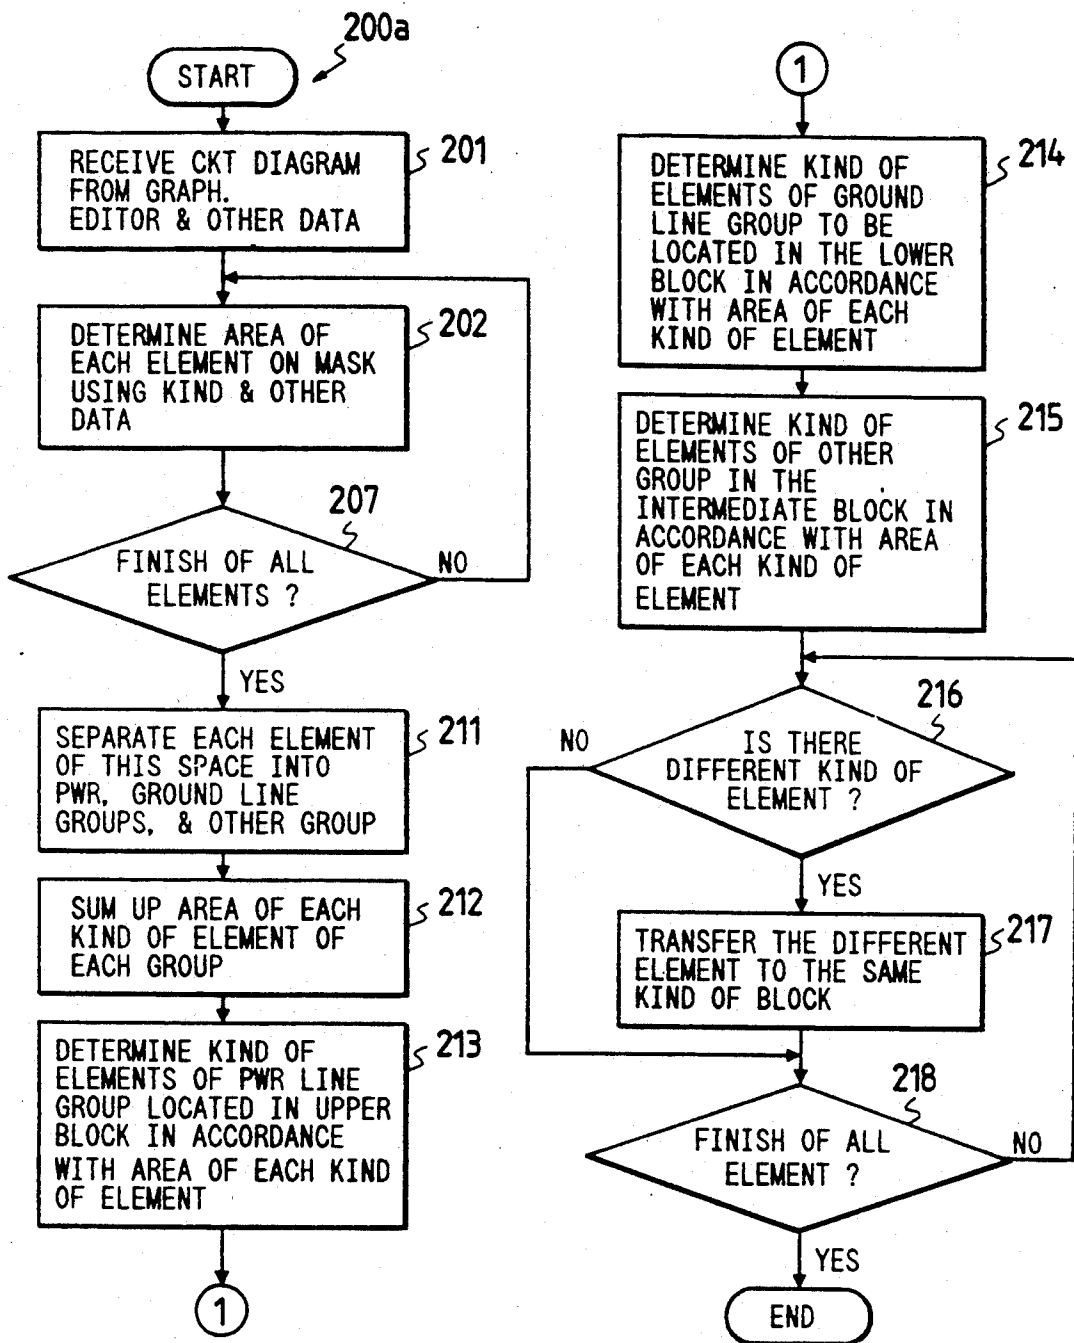 200a
START
RECEIVE CKT DIAGRAM
FROM GRAPH.
EDITOR & OTHER DATA
201
DETERMINE AREA OF
EACH ELEMENT ON MASK
USING KIND & OTHER
DATA
202
207
FINISH OF ALL
ELEMENTS ?
NO
YES
SEPARATE EACH ELEMENT
OF THIS SPACE INTO
PWR, GROUND LINE
GROUPS, & OTHER GROUP
211
SUM UP AREA OF EACH
KIND OF ELEMENT OF
EACH GROUP
212
DETERMINE KIND OF
ELEMENTS OF PWR LINE
GROUP LOCATED IN UPPER
BLOCK IN ACCORDANCE
WITH AREA OF EACH KIND
OF ELEMENT
213
1
1
DETERMINE KIND OF
ELEMENTS OF GROUND
LINE GROUP TO BE
LOCATED IN THE LOWER
BLOCK IN ACCORDANCE
WITH AREA OF EACH
KIND OF ELEMENT
214
DETERMINE KIND OF
ELEMENTS OF OTHER
GROUP IN THE
INTERMEDIATE BLOCK IN
ACCORDANCE WITH AREA
OF EACH KIND OF
ELEMENT
215
216
NO
IS THERE
DIFFERENT KIND OF
ELEMENT ?
YES
TRANSFER THE DIFFERENT
ELEMENT TO THE SAME
KIND OF BLOCK
217
218
FINISH OF ALL
ELEMENT ?
NO
YES
END